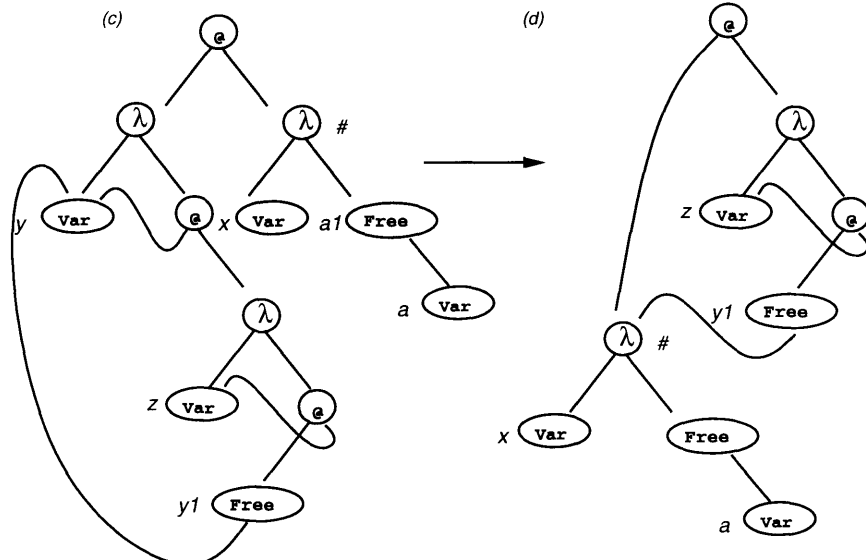 (c)
(d)
@
@
λ
λ #
λ
y Var
@
x Var
a1 Free
z Var
@
a Var
λ
y1 Free
λ #
z Var
@
x Var
Free
y1 Free
a Var